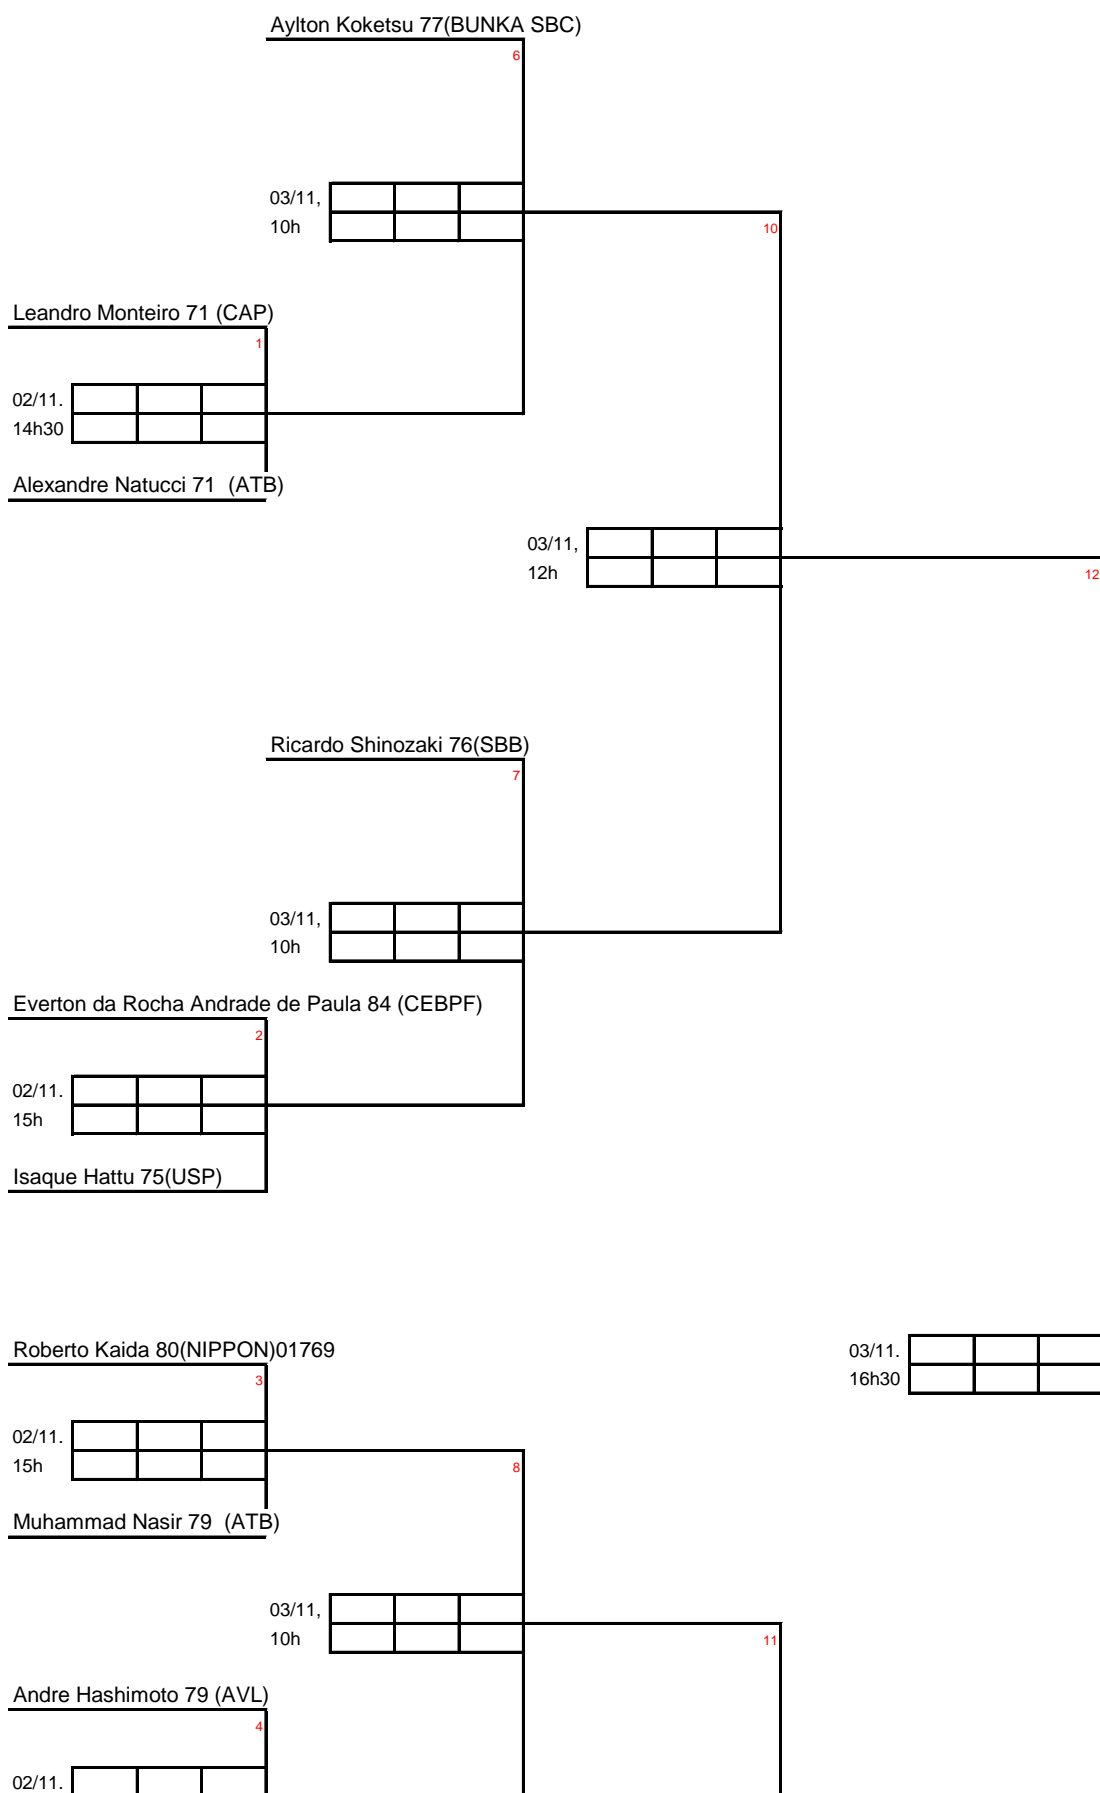 Aylton Koketsu 77(BUNKA SBC)
6
03/11,
10h
10
Leandro Monteiro 71 (CAP)
1
02/11.
14h30
Alexandre Natucci 71  (ATB)
03/11,
12h
12
Ricardo Shinozaki 76(SBB)
7
03/11,
10h
Everton da Rocha Andrade de Paula 84 (CEBPF)
2
02/11.
15h
Isaque Hattu 75(USP)
Roberto Kaida 80(NIPPON)01769
03/11.
16h30
3
02/11.
15h
8
Muhammad Nasir 79  (ATB)
03/11,
10h
11
Andre Hashimoto 79 (AVL)
4
02/11.